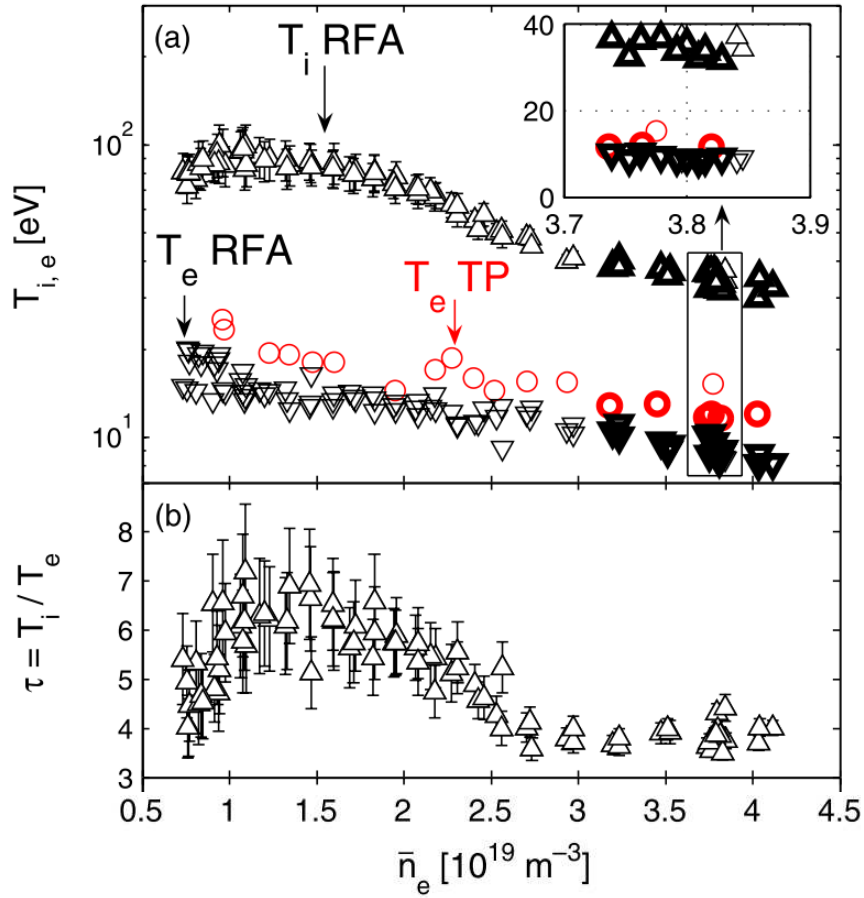 (a)
T_i RFA
40
20
0
3.7 3.8 3.9
10^2
10^1
T_i,e [eV]
T_e RFA
T_e TP
(b)
8
7
6
5
4
3
τ = T_i / T_e
0.5 1 1.5 2 2.5 3 3.5 4 4.5
n̄_e [10^19 m^−3]